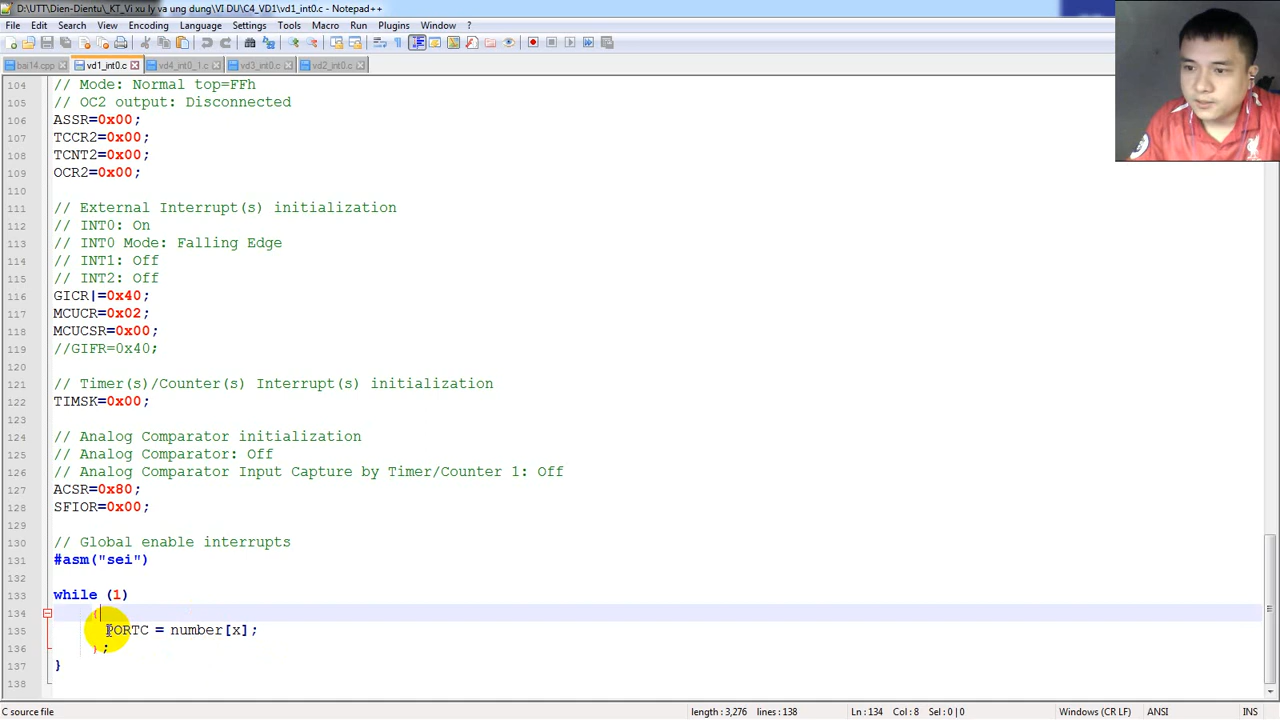 D:\UTT\Dien-Dientu\_KT_Vi xu ly va ung dung\VI DU\C4_VD1\vd1_int0.c - Notepad++
File Edit Search View Encoding Language Settings Tools Macro Run Plugins Window ?
bai14.cpp vd1_int0.c vd4_int0_1.c vd3_int0.c vd2_int0.c
104 // Mode: Normal top=FFh
105 // OC2 output: Disconnected
106 ASSR=0x00;
107 TCCR2=0x00;
108 TCNT2=0x00;
109 OCR2=0x00;
110
111 // External Interrupt(s) initialization
112 // INT0: On
113 // INT0 Mode: Falling Edge
114 // INT1: Off
115 // INT2: Off
116 GICR|=0x40;
117 MCUCR=0x02;
118 MCUCSR=0x00;
119 //GIFR=0x40;
120
121 // Timer(s)/Counter(s) Interrupt(s) initialization
122 TIMSK=0x00;
123
124 // Analog Comparator initialization
125 // Analog Comparator: Off
126 // Analog Comparator Input Capture by Timer/Counter 1: Off
127 ACSR=0x80;
128 SFIOR=0x00;
129
130 // Global enable interrupts
131 #asm("sei")
132
133 while (1)
134 {
135 PORTC = number[x];
136 };
137 }
138
C source file length : 3,276 lines : 138 Ln : 134 Col : 8 Sel : 0 | 0 Windows (CR LF) ANSI INS